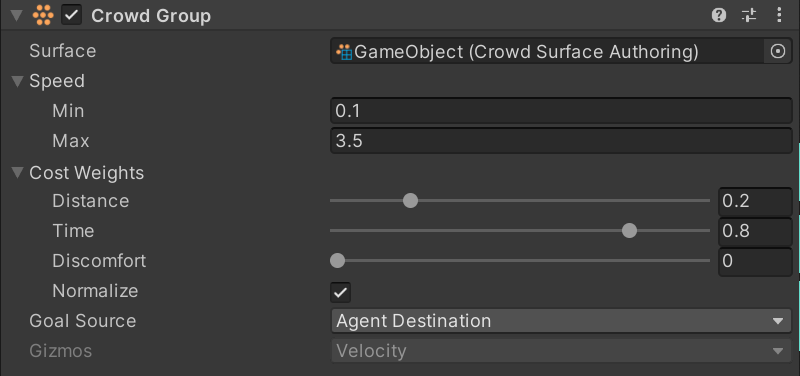 Crowd Group
Surface GameObject (Crowd Surface Authoring)
Speed
Min 0.1
Max 3.5
Cost Weights
Distance 0.2
Time 0.8
Discomfort 0
Normalize
Goal Source Agent Destination
Gizmos Velocity